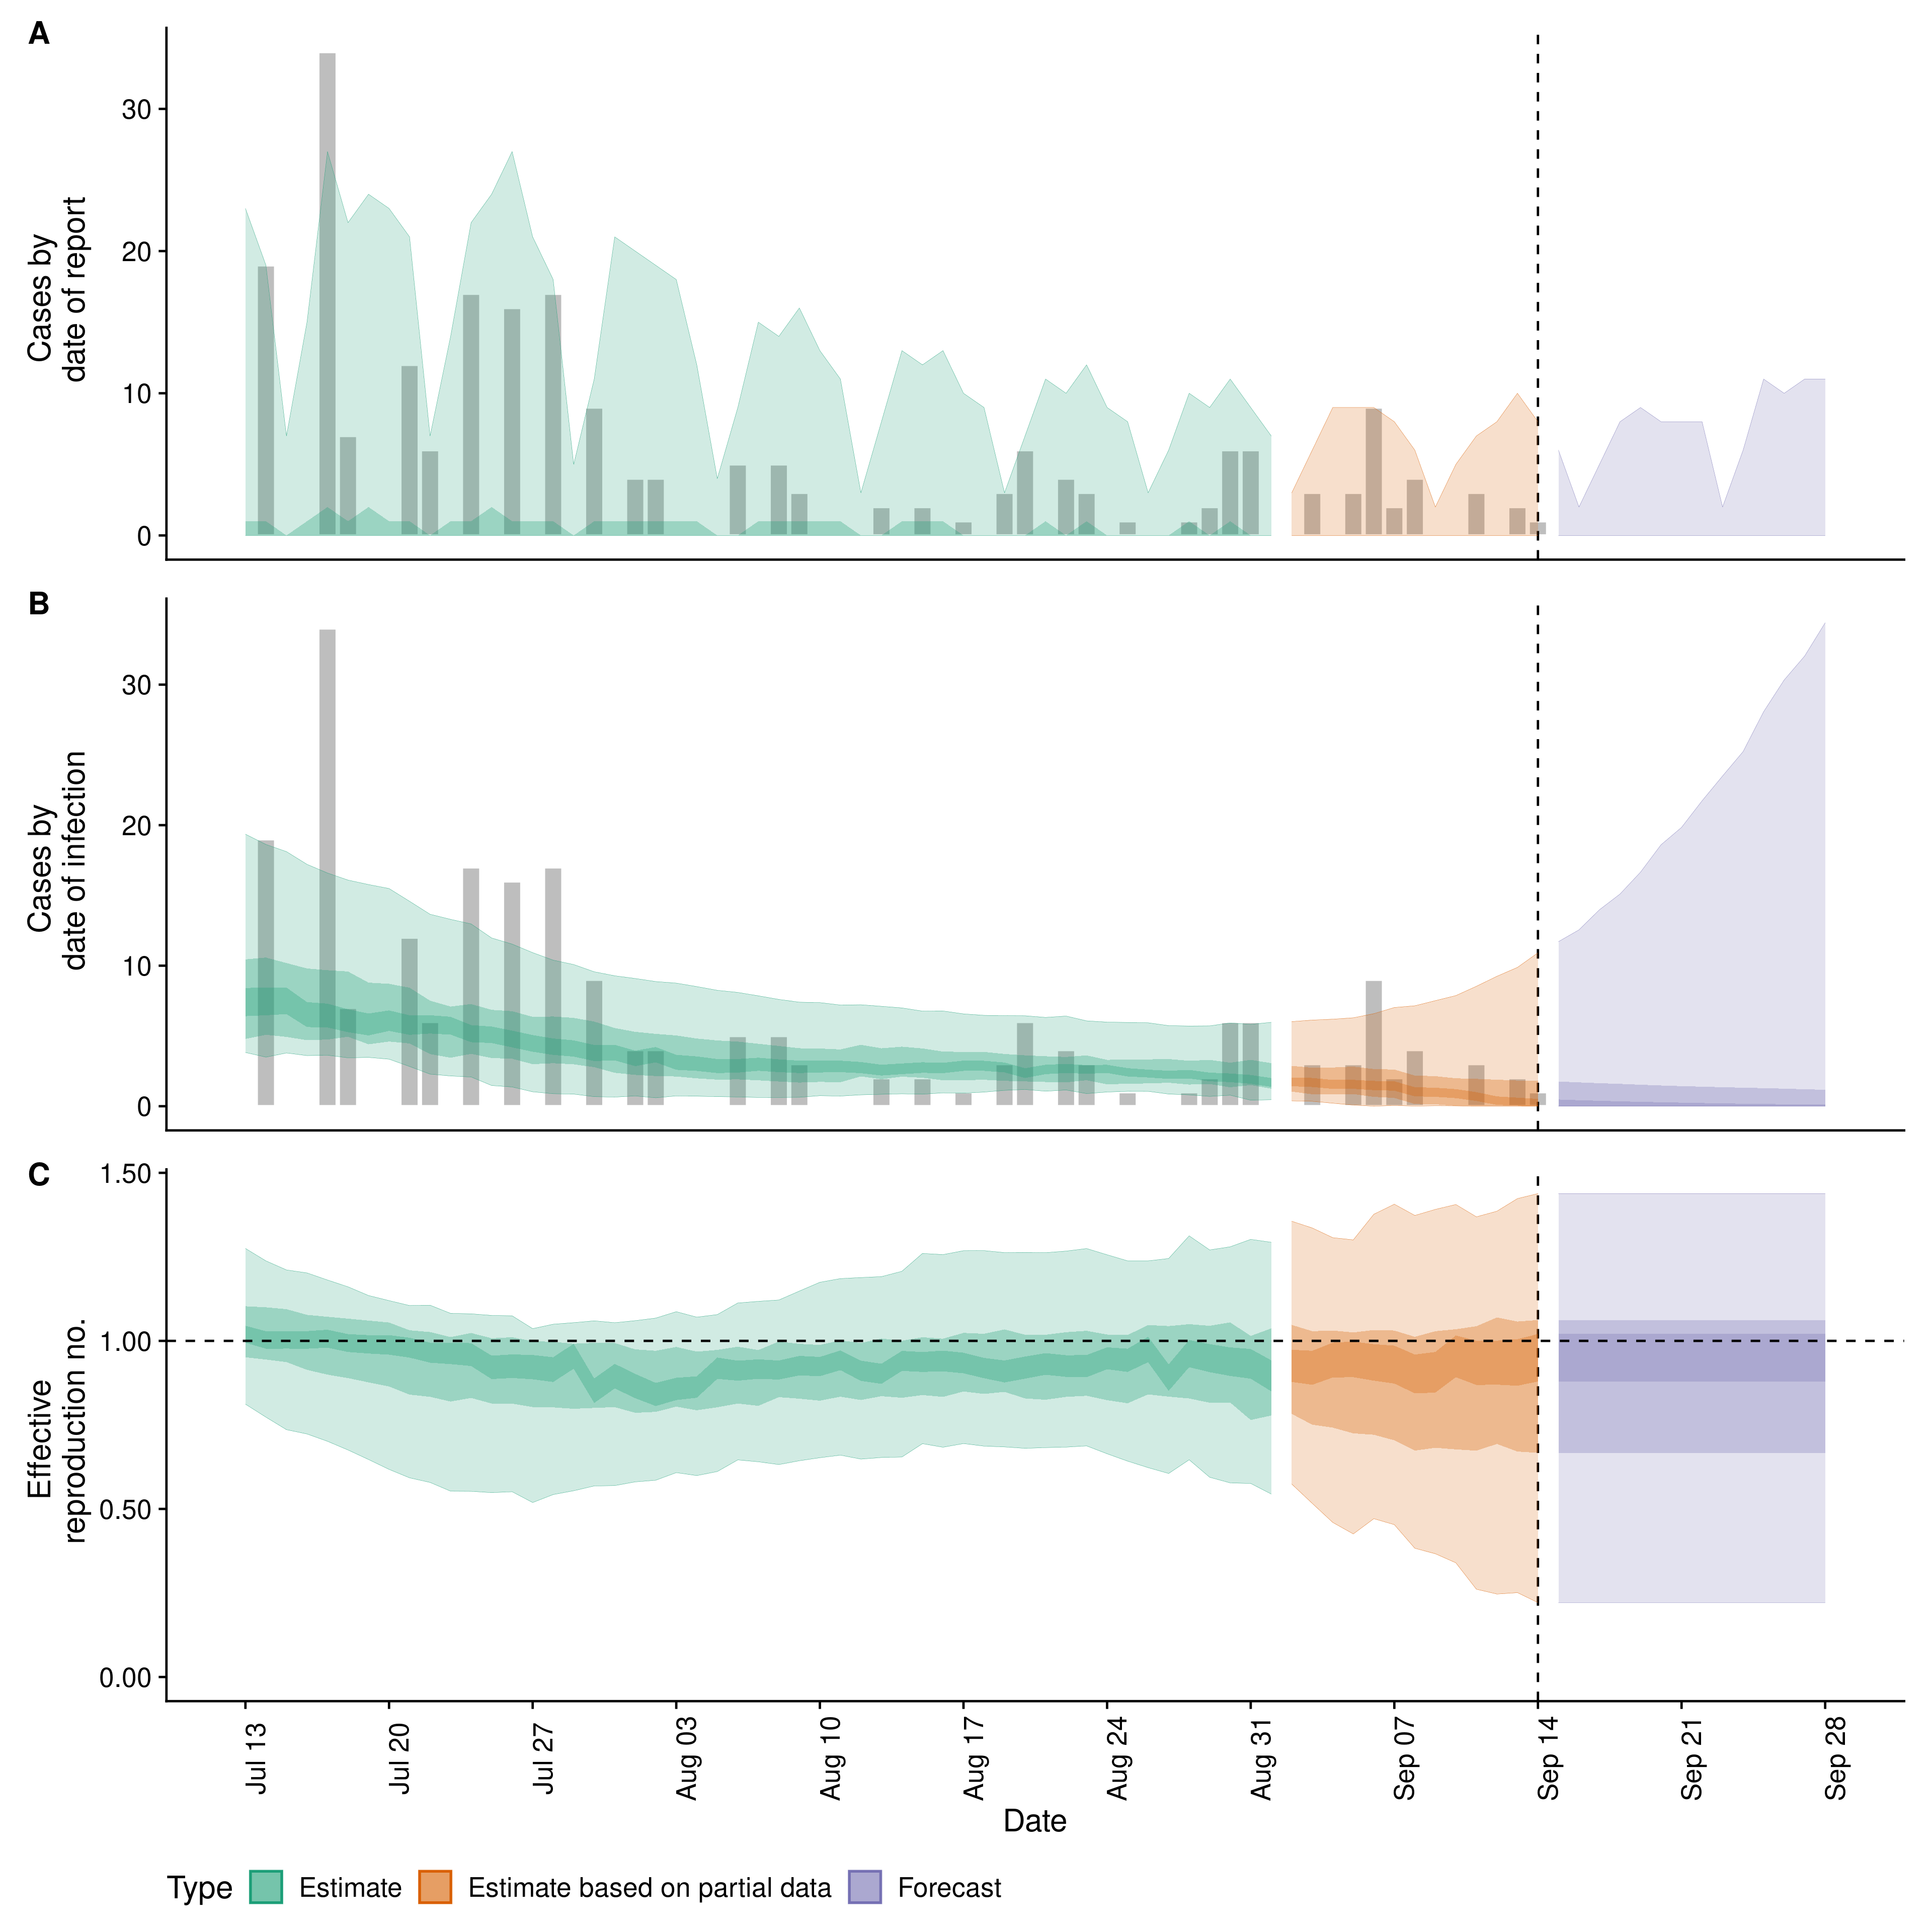 A
Cases by
date of report
30
20
10
0
B
Cases by
date of infection
30
20
10
0
C
Effective
reproduction no.
1.50
1.00
0.50
0.00
Jul 13
Jul 20
Jul 27
Aug 03
Aug 10
Aug 17
Aug 24
Aug 31
Sep 07
Sep 14
Sep 21
Sep 28
Date
Type Estimate Estimate based on partial data Forecast